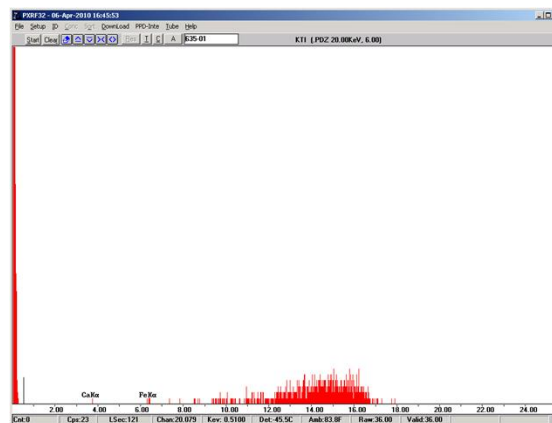 PXRF32 - 06-Apr-2010 16:45:53
File Setup ID Conc Sort DownLoad PPD-Inte Tube Help
Start Clear Res I C A 635-01 KTI (.PDZ 20.00KeV, 6.00)
CaKα FeKα
2.00 4.00 6.00 8.00 10.00 12.00 14.00 16.00 18.00 20.00 22.00 24.00
Cnt:0 Cps:23 LSec:121 Chan:20.079 Kev: 0.5100 Det:-45.5C Amb:83.8F Raw:36.00 Valid:36.00